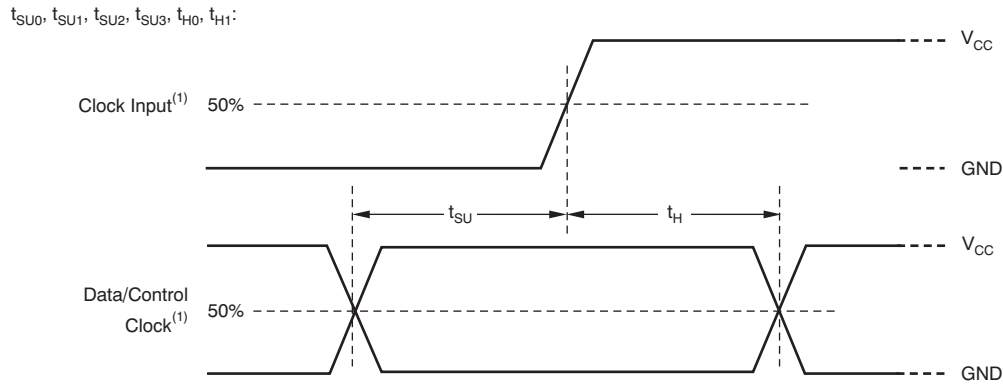 tSU0, tSU1, tSU2, tSU3, tH0, tH1:
VCC
Clock Input(1) 50%
GND
tSU tH
VCC
Data/Control
Clock(1) 50%
GND